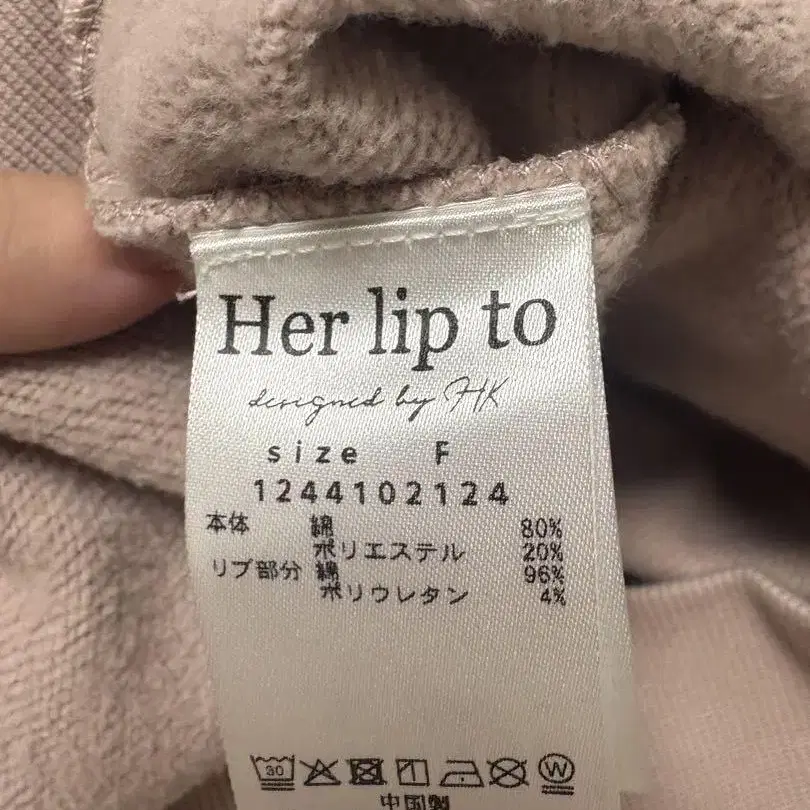 Her lip to
designed by HK
size F
1244102124
本体 綿 80%
ポリエステル 20%
リブ部分 綿 96%
ポリウレタン 4%
30 W
中国製